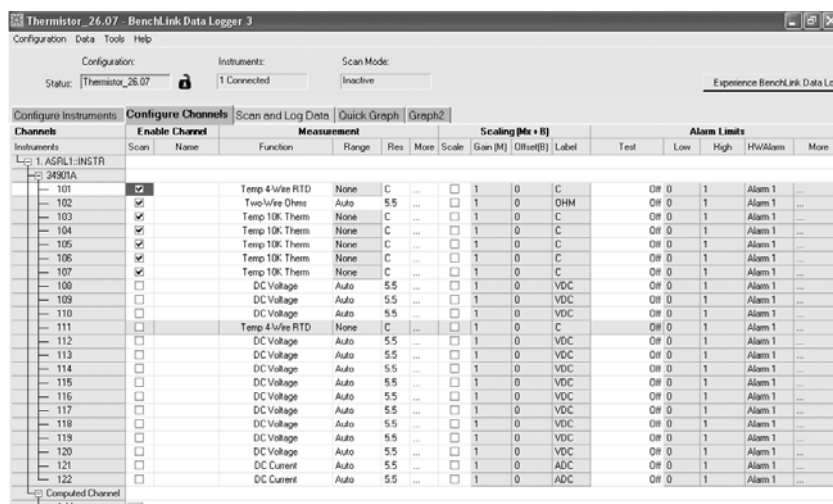 Thermistor_26.07 - BenchLink Data Logger 3
Configuration Data Tools Help
Configuration: Instruments: Scan Mode:
Status: Thermistor_26.07 1 Connected Inactive Experience BenchLink Data Lo
Configure Instruments Configure Channels Scan and Log Data Quick Graph Graph2
Channels Enable Channel Measurement Scaling (Mx + B) Alarm Limits
Instruments Scan Name Function Range Res More Scale Gain (M) Offset(B) Label Test Low High HWAlarm More
1. ASRL1::INSTR
34901A
101 Temp 4-Wire RTD None C ... 1 0 C Off 0 1 Alarm 1 ...
102 Two-Wire Ohms Auto 5.5 ... 1 0 OHM Off 0 1 Alarm 1 ...
103 Temp 10K Therm None C ... 1 0 C Off 0 1 Alarm 1 ...
104 Temp 10K Therm None C ... 1 0 C Off 0 1 Alarm 1 ...
105 Temp 10K Therm None C ... 1 0 C Off 0 1 Alarm 1 ...
106 Temp 10K Therm None C ... 1 0 C Off 0 1 Alarm 1 ...
107 Temp 10K Therm None C ... 1 0 C Off 0 1 Alarm 1 ...
108 DC Voltage Auto 5.5 ... 1 0 VDC Off 0 1 Alarm 1 ...
109 DC Voltage Auto 5.5 ... 1 0 VDC Off 0 1 Alarm 1 ...
110 DC Voltage Auto 5.5 ... 1 0 VDC Off 0 1 Alarm 1 ...
111 Temp 4-Wire RTD None C ... 1 0 C Off 0 1 Alarm 1 ...
112 DC Voltage Auto 5.5 ... 1 0 VDC Off 0 1 Alarm 1 ...
113 DC Voltage Auto 5.5 ... 1 0 VDC Off 0 1 Alarm 1 ...
114 DC Voltage Auto 5.5 ... 1 0 VDC Off 0 1 Alarm 1 ...
115 DC Voltage Auto 5.5 ... 1 0 VDC Off 0 1 Alarm 1 ...
116 DC Voltage Auto 5.5 ... 1 0 VDC Off 0 1 Alarm 1 ...
117 DC Voltage Auto 5.5 ... 1 0 VDC Off 0 1 Alarm 1 ...
118 DC Voltage Auto 5.5 ... 1 0 VDC Off 0 1 Alarm 1 ...
119 DC Voltage Auto 5.5 ... 1 0 VDC Off 0 1 Alarm 1 ...
120 DC Voltage Auto 5.5 ... 1 0 VDC Off 0 1 Alarm 1 ...
121 DC Current Auto 5.5 ... 1 0 ADC Off 0 1 Alarm 1 ...
122 DC Current Auto 5.5 ... 1 0 ADC Off 0 1 Alarm 1 ...
Computed Channel